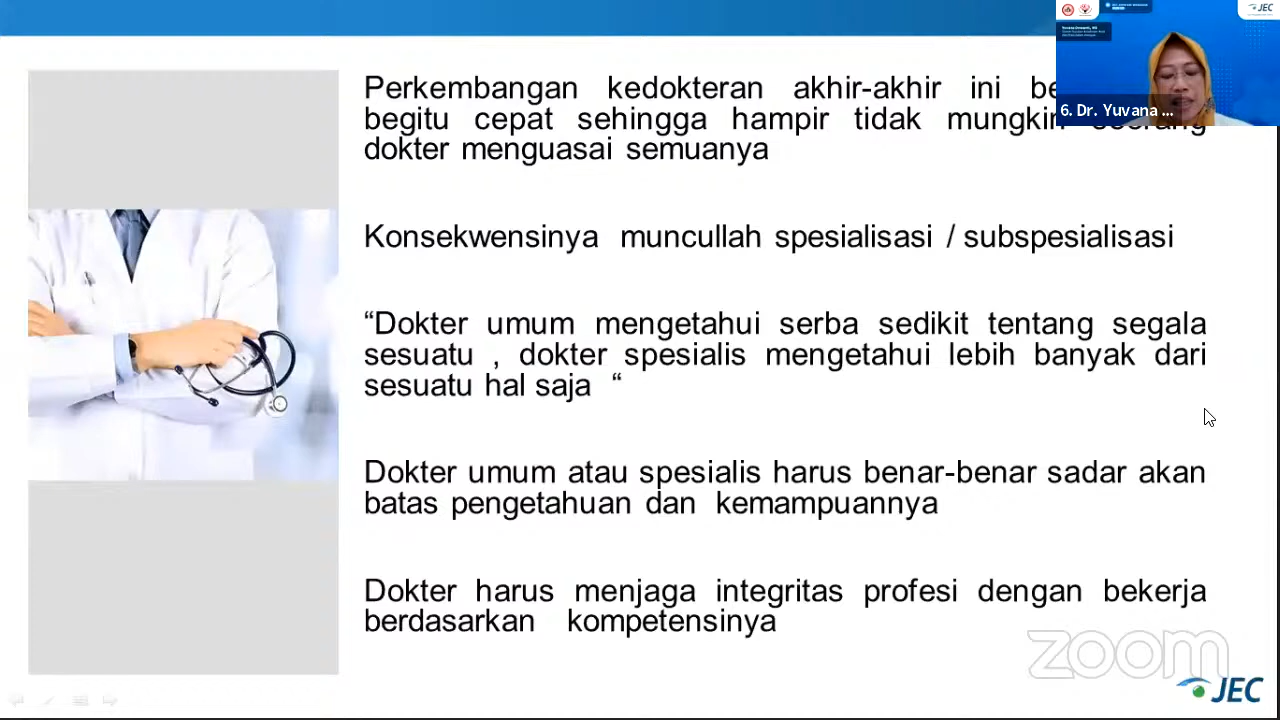 Perkembangan kedokteran akhir-akhir ini
begitu cepat sehingga hampir tidak mungkin seorang
dokter menguasai semuanya
Konsekwensinya muncullah spesialisasi / subspesialisasi
“Dokter umum mengetahui serba sedikit tentang segala
sesuatu , dokter spesialis mengetahui lebih banyak dari
sesuatu hal saja “
Dokter umum atau spesialis harus benar-benar sadar akan
batas pengetahuan dan kemampuannya
Dokter harus menjaga integritas profesi dengan bekerja
berdasarkan kompetensinya
JEC
6. Dr. Yuvana ...
zoom
JEC